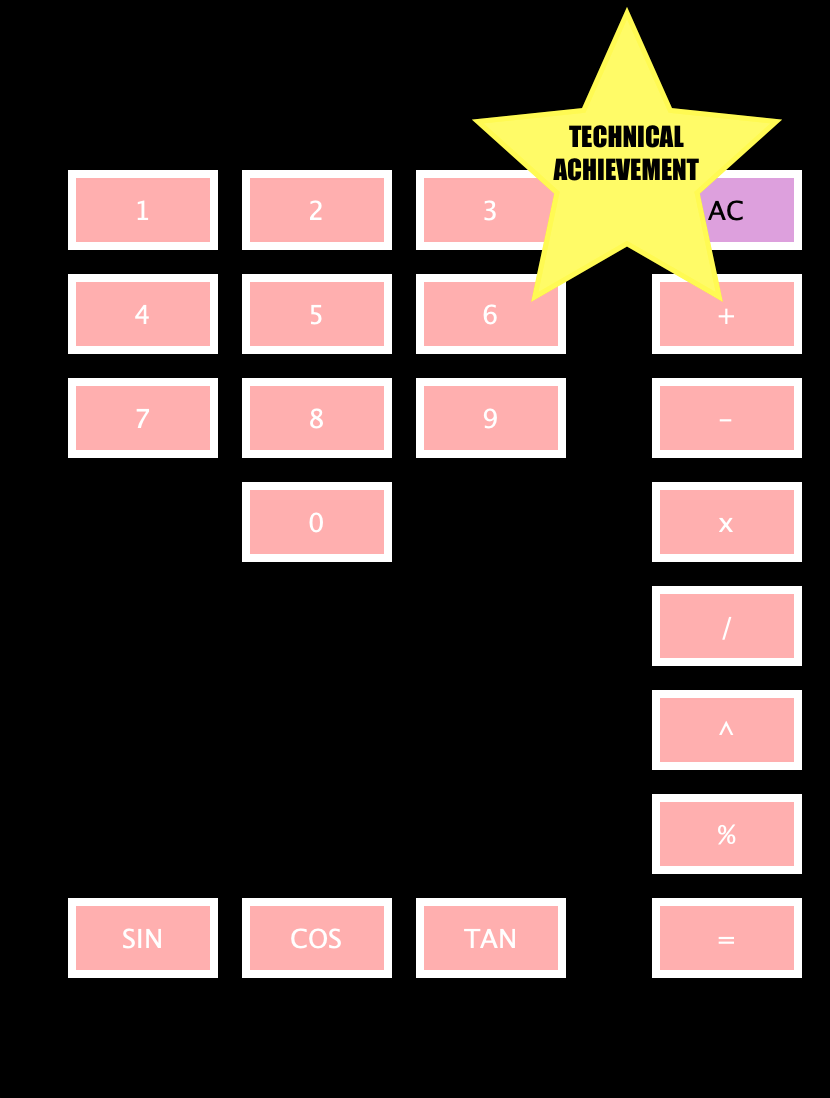 TECHNICAL
ACHIEVEMENT
1 2 3 AC
4 5 6 +
7 8 9 -
0 x
/
^
%
SIN COS TAN =